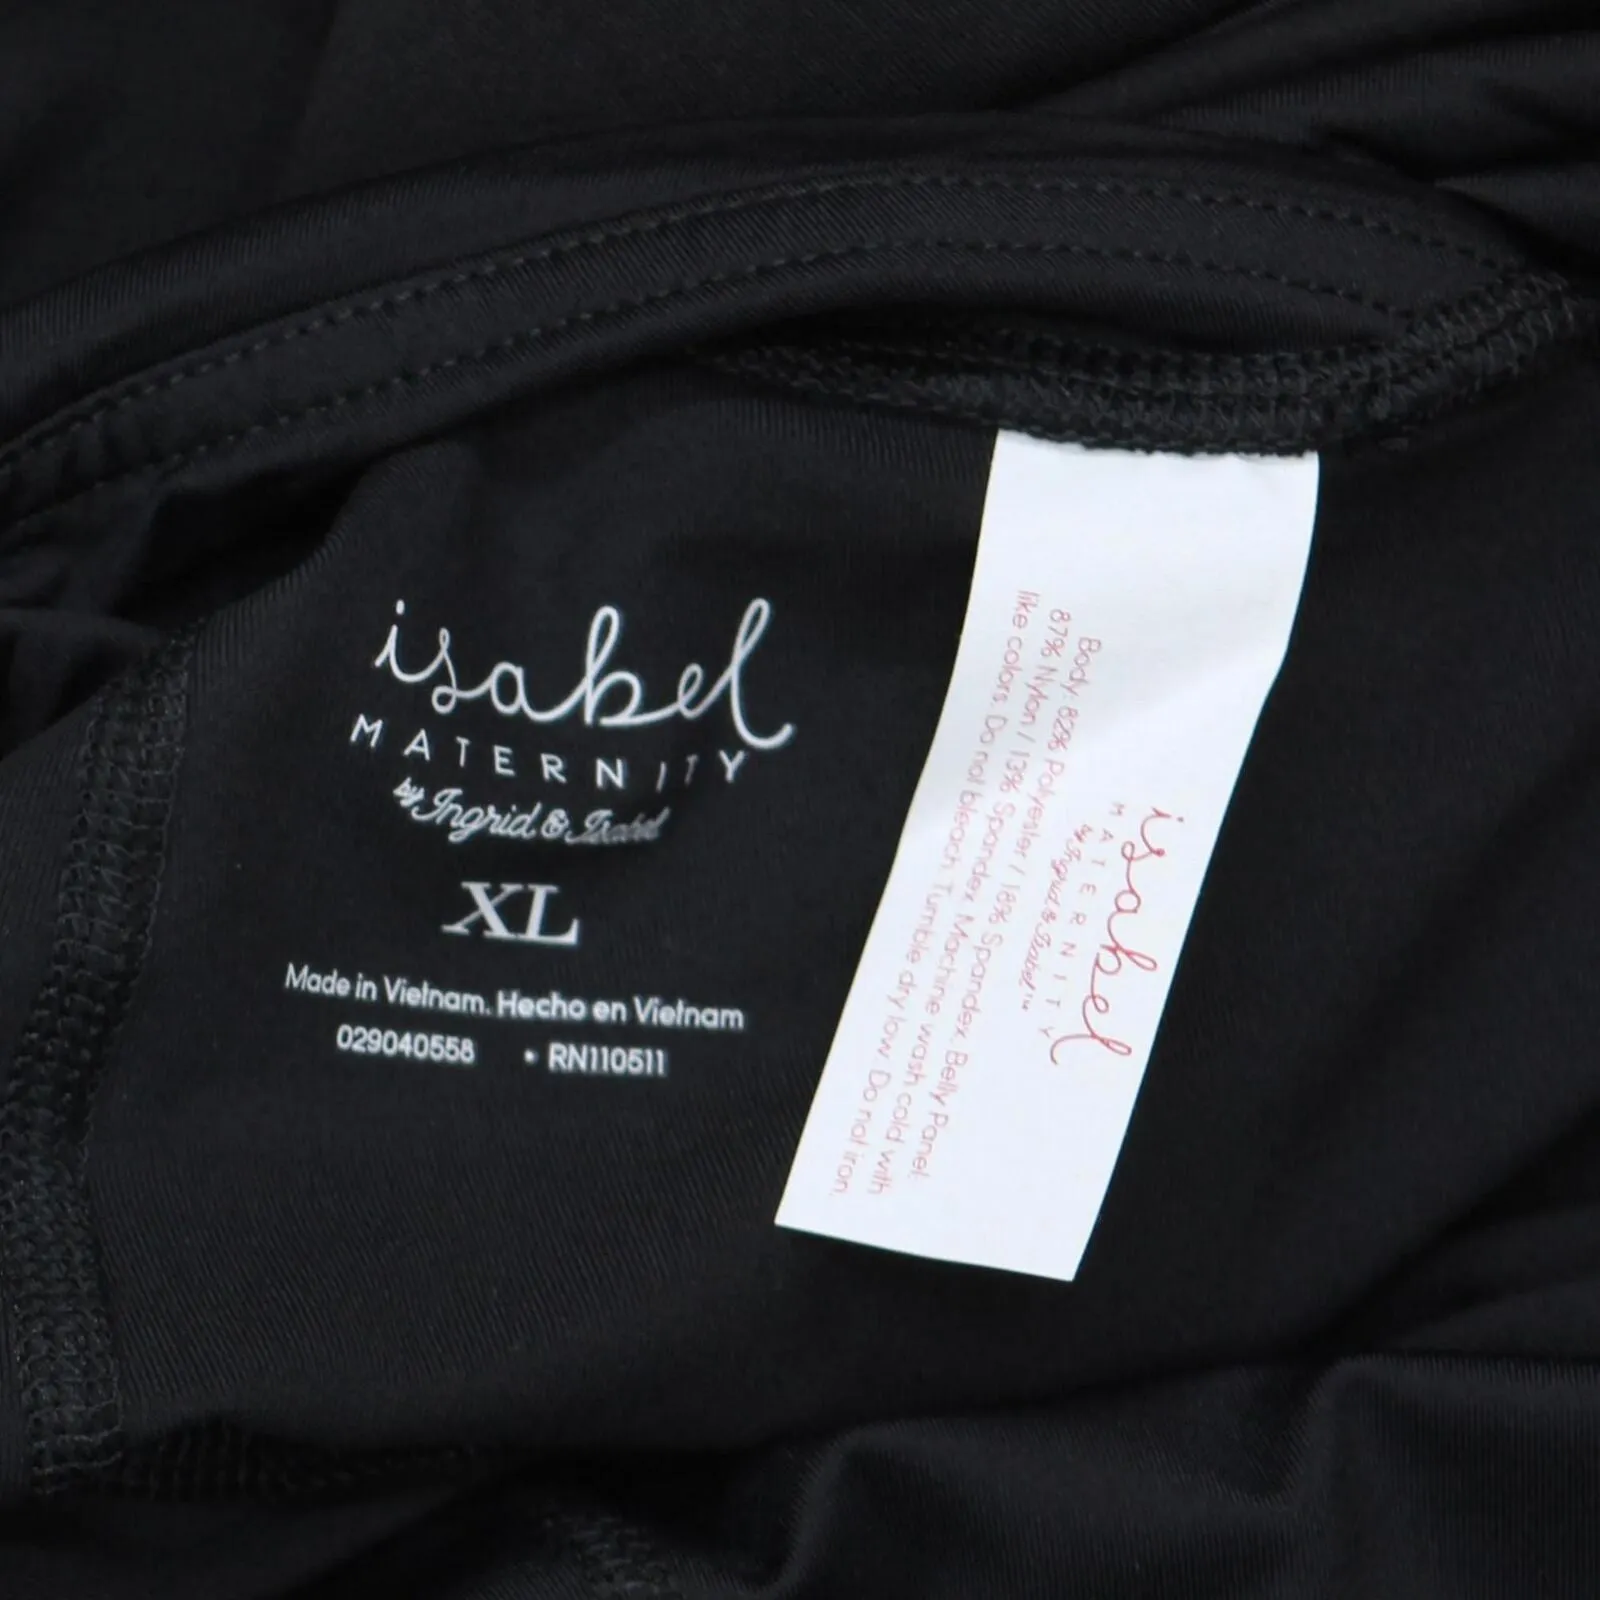 isabel
MATERNITY
by Ingrid & Isabel
XL
Made in Vietnam. Hecho en Vietnam
029040558 • RN110511
isabel
MATERNITY
by Ingrid & Isabel™
Body: 82% Polyester / 18% Spandex. Belly Panel:
87% Nylon / 13% Spandex. Machine wash cold with
like colors. Do not bleach. Tumble dry low. Do not iron.